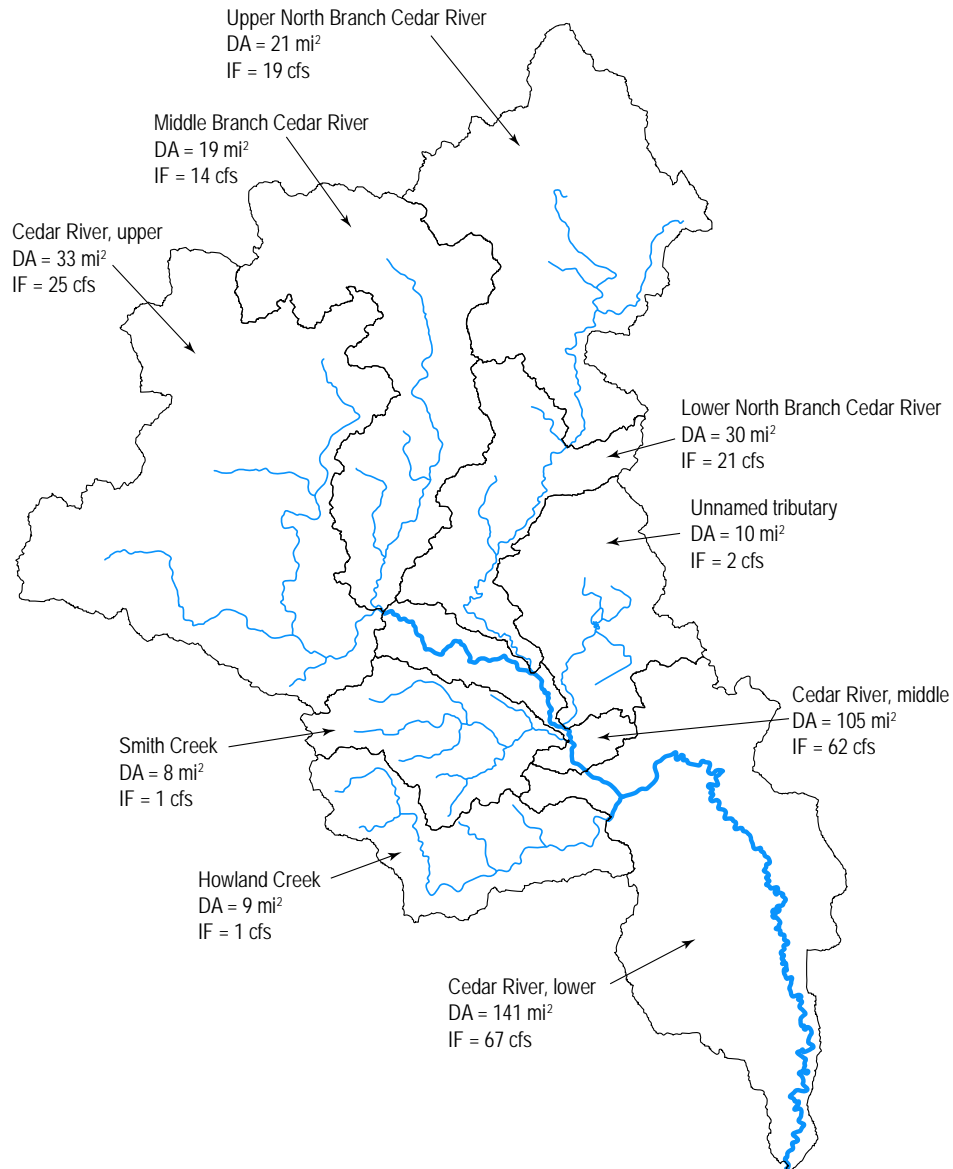 Upper North Branch Cedar River
DA = 21 mi²
IF = 19 cfs
Middle Branch Cedar River
DA = 19 mi²
IF = 14 cfs
Cedar River, upper
DA = 33 mi²
IF = 25 cfs
Lower North Branch Cedar River
DA = 30 mi²
IF = 21 cfs
Unnamed tributary
DA = 10 mi²
IF = 2 cfs
Cedar River, middle
DA = 105 mi²
IF = 62 cfs
Smith Creek
DA = 8 mi²
IF = 1 cfs
Howland Creek
DA = 9 mi²
IF = 1 cfs
Cedar River, lower
DA = 141 mi²
IF = 67 cfs